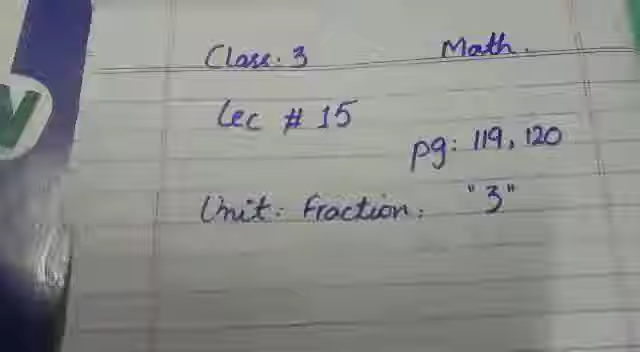 Class. 3 Math.
Lec # 15
pg: 119, 120
Unit: Fraction: "3"